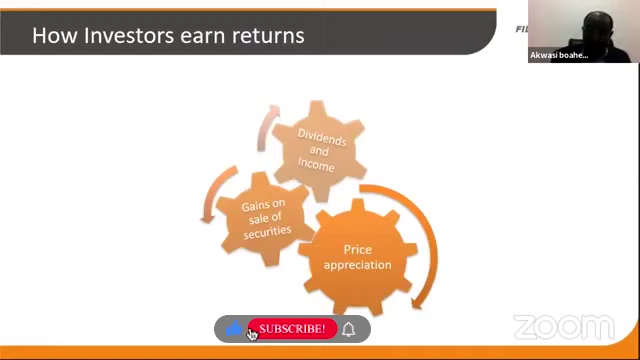 How Investors earn returns
Akwasi boahe...
Dividends
and
Income
Gains on
sale of
securities
Price
appreciation
SUBSCRIBE!
zoom